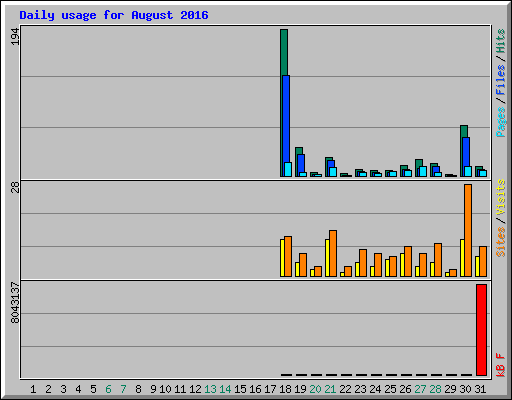 Daily usage for August 2016
194
Pages/Files/Hits
28
Sites/Visits
8043137
kB F
1 2 3 4 5 6 7 8 9 10 11 12 13 14 15 16 17 18 19 20 21 22 23 24 25 26 27 28 29 30 31